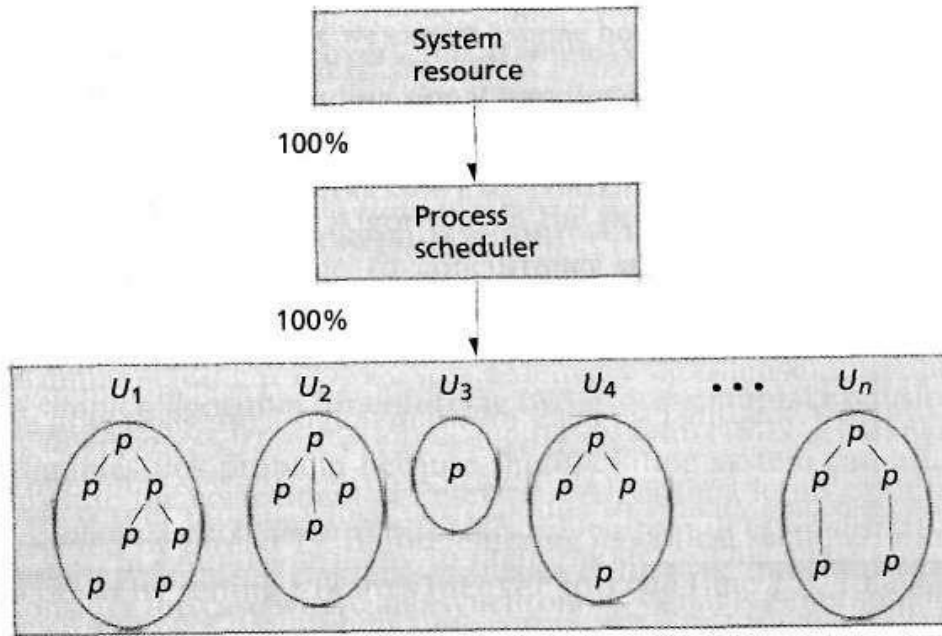 System
resource
100%
Process
scheduler
100%
U1 U2 U3 U4 ••• Un
p p p p
p p p p p p p p p
p p p p p
p p p